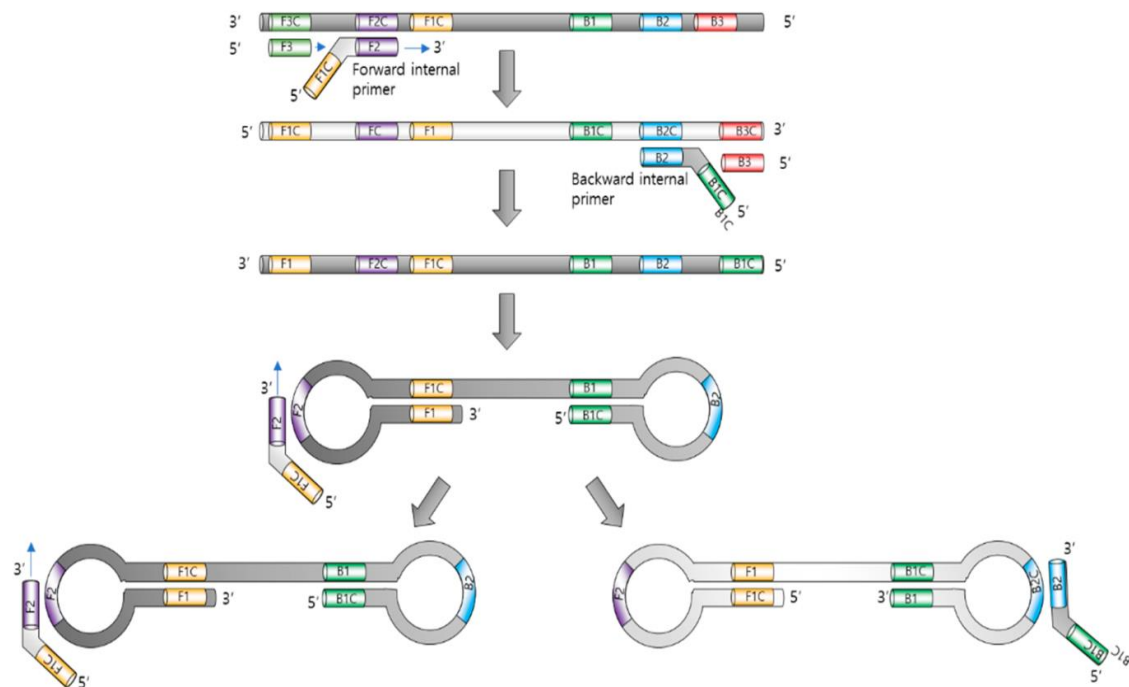 3’ F3C F2C F1C B1 B2 B3 5’
5’ F3 F2 3’
F1C
5’
Forward internal
primer
5’ F1C FC F1 B1C B2C B3C 3’
B2 B3 5’
Backward internal
primer
B1C
B1C
5’
3’ F1 F2C F1C B1 B2 B1C 5’
F1C B1
3’
F2
F2
B2
F1 3’
5’ B1C
F1C
5’
F1C B1
3’
F2
F2
B2
F1 3’
5’ B1C
F1C
5’
F1 B1C
3’
F2
B2C
B2
F1C 5’
3’ B1
B1C
B1C
5’